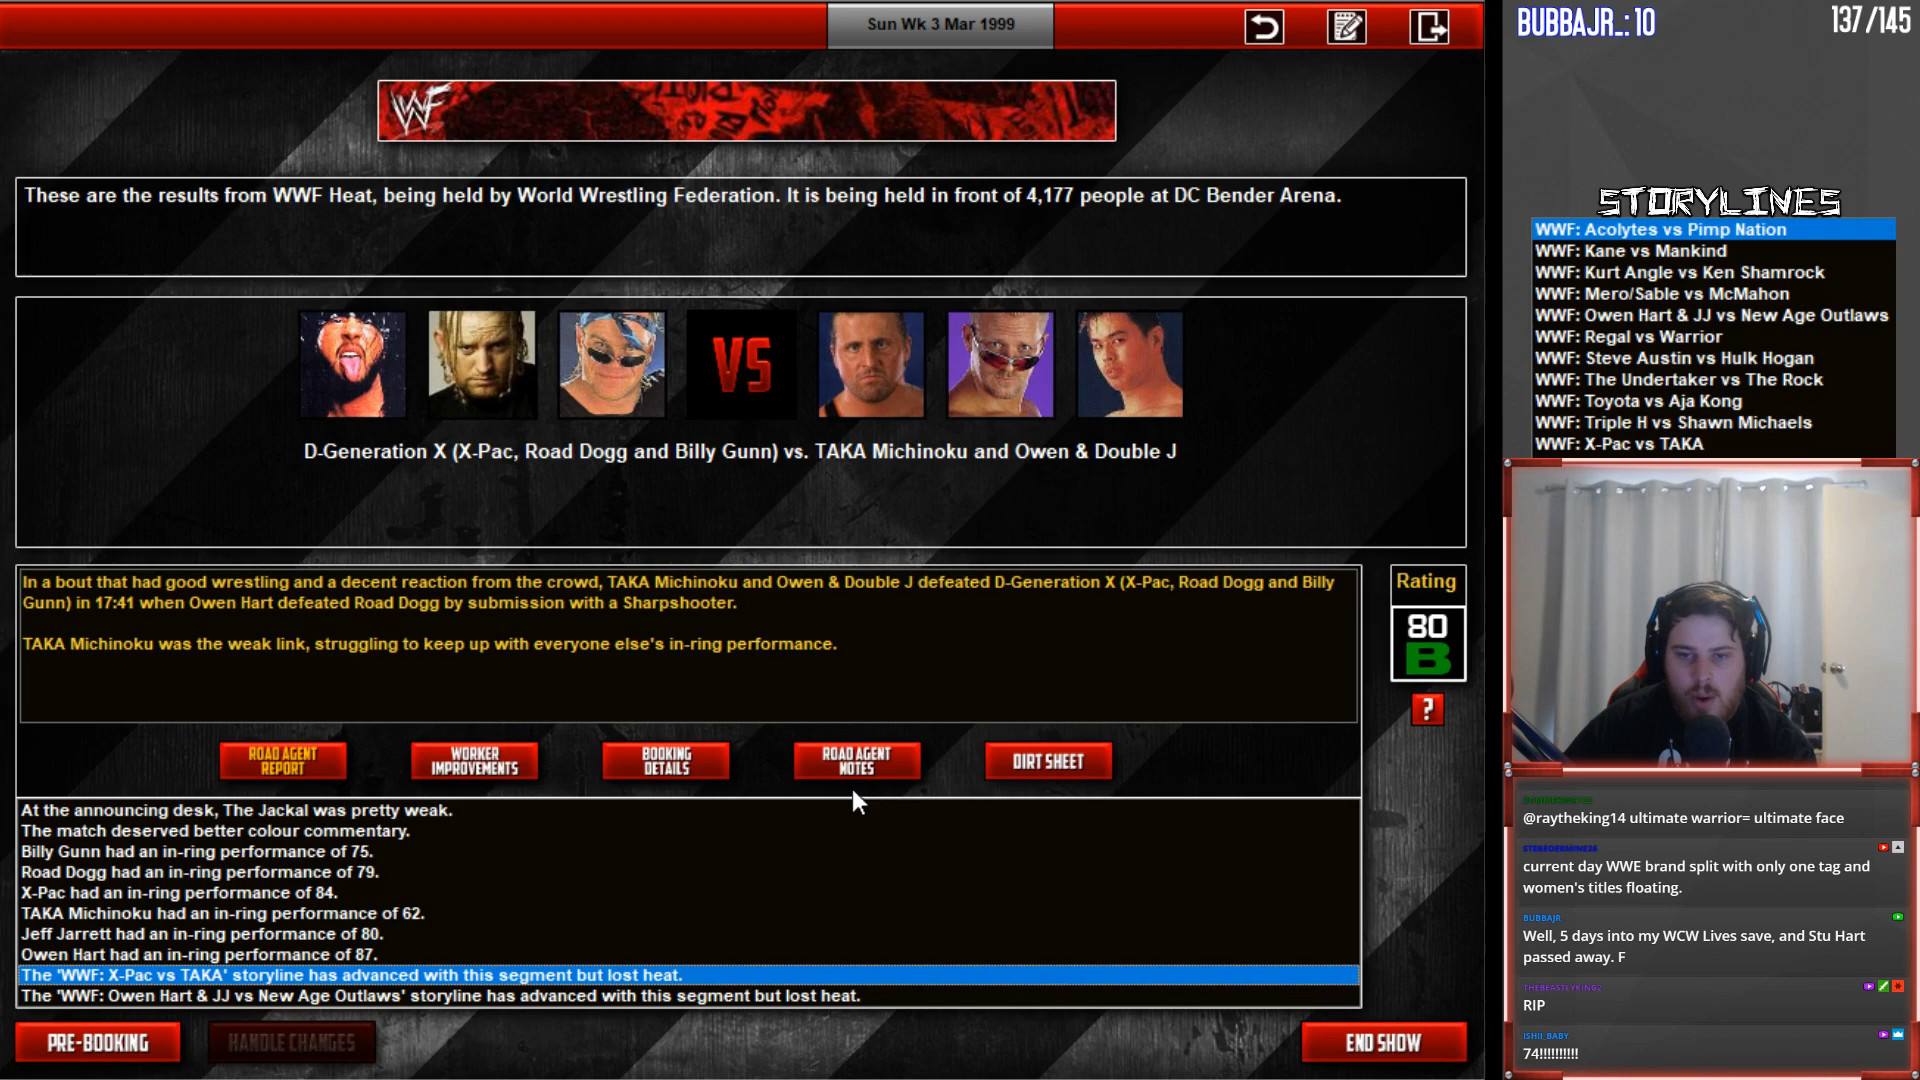 Sun Wk 3 Mar 1999
WWF
These are the results from WWF Heat, being held by World Wrestling Federation. It is being held in front of 4,177 people at DC Bender Arena.
VS
D-Generation X (X-Pac, Road Dogg and Billy Gunn) vs. TAKA Michinoku and Owen & Double J
In a bout that had good wrestling and a decent reaction from the crowd, TAKA Michinoku and Owen & Double J defeated D-Generation X (X-Pac, Road Dogg and Billy
Gunn) in 17:41 when Owen Hart defeated Road Dogg by submission with a Sharpshooter.
TAKA Michinoku was the weak link, struggling to keep up with everyone else's in-ring performance.
Rating
80
B
?
ROAD AGENT
REPORT
WORKER
IMPROVEMENTS
BOOKING
DETAILS
ROAD AGENT
NOTES
DIRT SHEET
At the announcing desk, The Jackal was pretty weak.
The match deserved better colour commentary.
Billy Gunn had an in-ring performance of 75.
Road Dogg had an in-ring performance of 79.
X-Pac had an in-ring performance of 84.
TAKA Michinoku had an in-ring performance of 62.
Jeff Jarrett had an in-ring performance of 80.
Owen Hart had an in-ring performance of 87.
The 'WWF: X-Pac vs TAKA' storyline has advanced with this segment but lost heat.
The 'WWF: Owen Hart & JJ vs New Age Outlaws' storyline has advanced with this segment but lost heat.
PRE-BOOKING
HANDLE CHANGES
END SHOW
BUBBAJR_: 10
137/145
STORYLINES
WWF: Acolytes vs Pimp Nation
WWF: Kane vs Mankind
WWF: Kurt Angle vs Ken Shamrock
WWF: Mero/Sable vs McMahon
WWF: Owen Hart & JJ vs New Age Outlaws
WWF: Regal vs Warrior
WWF: Steve Austin vs Hulk Hogan
WWF: The Undertaker vs The Rock
WWF: Toyota vs Aja Kong
WWF: Triple H vs Shawn Michaels
WWF: X-Pac vs TAKA
@raytheking14 ultimate warrior= ultimate face
current day WWE brand split with only one tag and
women's titles floating.
BUBBAJR
Well, 5 days into my WCW Lives save, and Stu Hart
passed away. F
THEBEASTLYKING2
RIP
ISHII_BABY
74!!!!!!!!!!